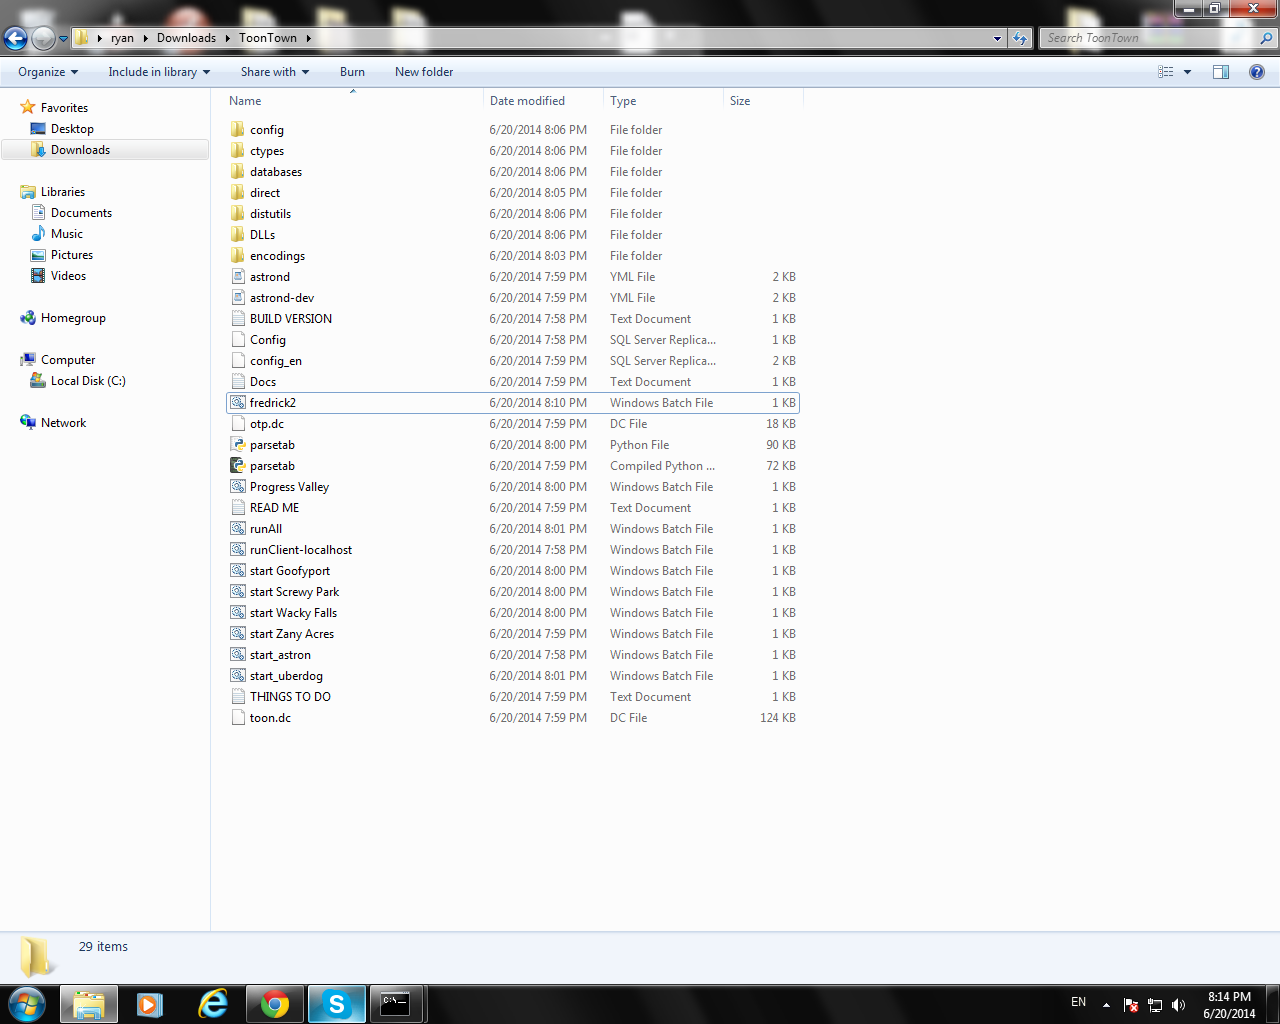 ryan Downloads ToonTown
Search ToonTown
Organize Include in library Share with Burn New folder
Name Date modified Type Size
Favorites
Desktop
Downloads
Libraries
Documents
Music
Pictures
Videos
Homegroup
Computer
Local Disk (C:)
Network
config 6/20/2014 8:06 PM File folder
ctypes 6/20/2014 8:06 PM File folder
databases 6/20/2014 8:06 PM File folder
direct 6/20/2014 8:05 PM File folder
distutils 6/20/2014 8:06 PM File folder
DLLs 6/20/2014 8:06 PM File folder
encodings 6/20/2014 8:03 PM File folder
astrond 6/20/2014 7:59 PM YML File 2 KB
astrond-dev 6/20/2014 7:59 PM YML File 2 KB
BUILD VERSION 6/20/2014 7:58 PM Text Document 1 KB
Config 6/20/2014 7:58 PM SQL Server Replica... 1 KB
config_en 6/20/2014 7:59 PM SQL Server Replica... 2 KB
Docs 6/20/2014 7:59 PM Text Document 1 KB
fredrick2 6/20/2014 8:10 PM Windows Batch File 1 KB
otp.dc 6/20/2014 7:59 PM DC File 18 KB
parsetab 6/20/2014 8:00 PM Python File 90 KB
parsetab 6/20/2014 7:59 PM Compiled Python ... 72 KB
Progress Valley 6/20/2014 8:00 PM Windows Batch File 1 KB
READ ME 6/20/2014 7:59 PM Text Document 1 KB
runAll 6/20/2014 8:01 PM Windows Batch File 1 KB
runClient-localhost 6/20/2014 7:58 PM Windows Batch File 1 KB
start Goofyport 6/20/2014 8:00 PM Windows Batch File 1 KB
start Screwy Park 6/20/2014 8:00 PM Windows Batch File 1 KB
start Wacky Falls 6/20/2014 8:00 PM Windows Batch File 1 KB
start Zany Acres 6/20/2014 7:59 PM Windows Batch File 1 KB
start_astron 6/20/2014 7:58 PM Windows Batch File 1 KB
start_uberdog 6/20/2014 8:01 PM Windows Batch File 1 KB
THINGS TO DO 6/20/2014 7:59 PM Text Document 1 KB
toon.dc 6/20/2014 7:59 PM DC File 124 KB
29 items
EN
8:14 PM
6/20/2014